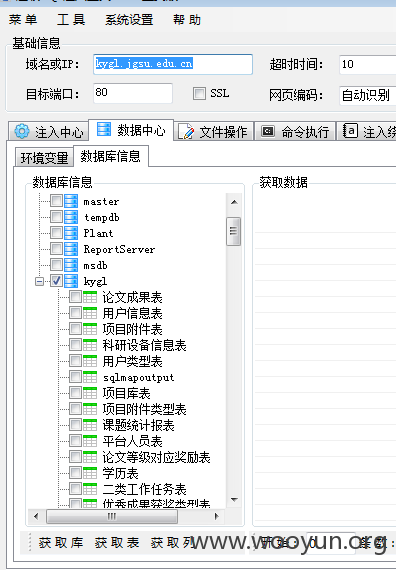 菜单 工具 系统设置 帮助
基础信息
域名或IP: kygl.jgsu.edu.cn 超时时间: 10
目标端口: 80 SSL 网页编码: 自动识别
注入中心 数据中心 文件操作 命令执行 注入
环境变量 数据库信息
数据库信息 获取数据
master
tempdb
Plant
ReportServer
msdb
kygl
论文成果表
用户信息表
项目附件表
科研设备信息表
用户类型表
sqlmapoutput
项目库表
项目附件类型表
课题统计报表
平台人员表
论文等级对应奖励表
学历表
二类工作任务表
优秀成果获奖类型表
获取库 获取表 获取列
www.wooyun.org